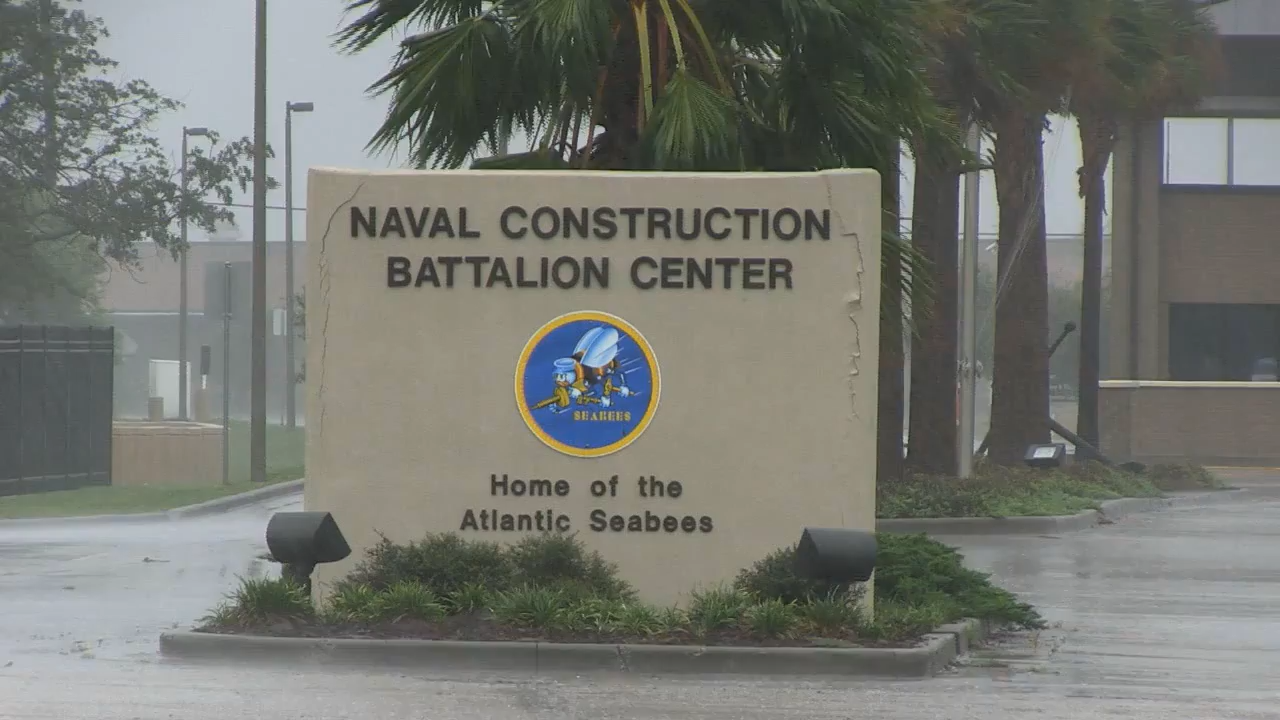 NAVAL CONSTRUCTION
BATTALION CENTER
SEABEES
Home of the
Atlantic Seabees